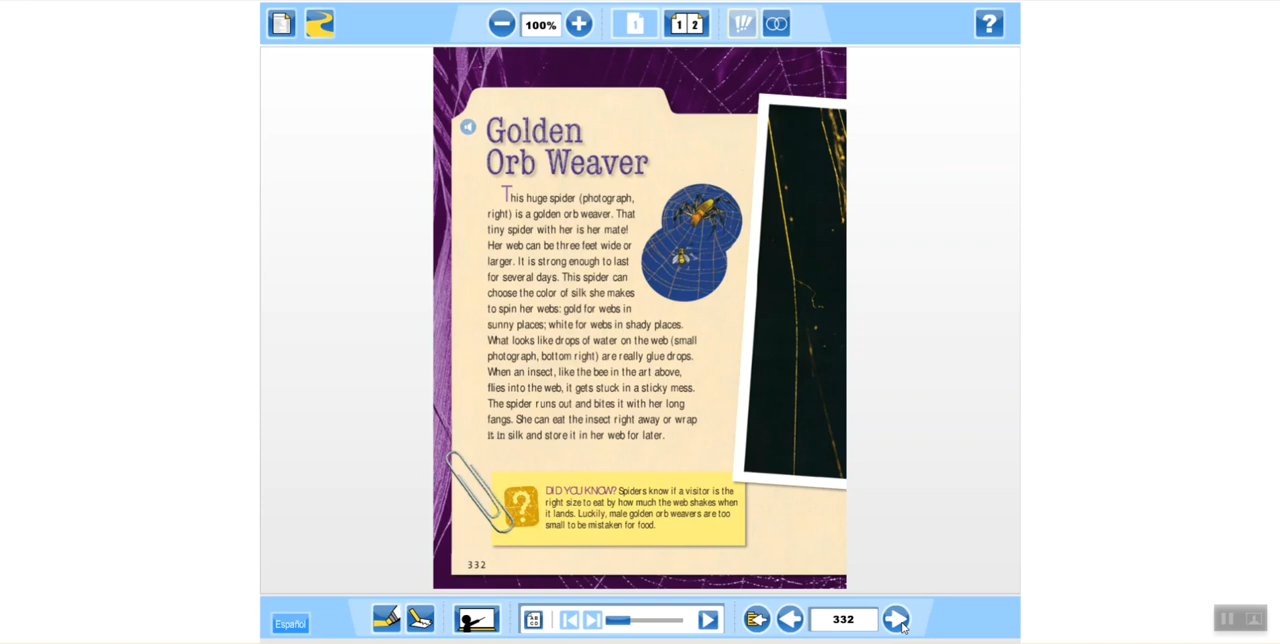 100%
1
1 2
?
Golden
Orb Weaver
This huge spider (photograph,
right) is a golden orb weaver. That
tiny spider with her is her mate!
Her web can be three feet wide or
larger. It is strong enough to last
for several days. This spider can
choose the color of silk she makes
to spin her webs: gold for webs in
sunny places; white for webs in shady places.
What looks like drops of water on the web (small
photograph, bottom right) are really glue drops.
When an insect, like the bee in the art above,
flies into the web, it gets stuck in a sticky mess.
The spider runs out and bites it with her long
fangs. She can eat the insect right away or wrap
it in silk and store it in her web for later.
?
DID YOU KNOW? Spiders know if a visitor is the
right size to eat by how much the web shakes when
it lands. Luckily, male golden orb weavers are too
small to be mistaken for food.
332
Español
332